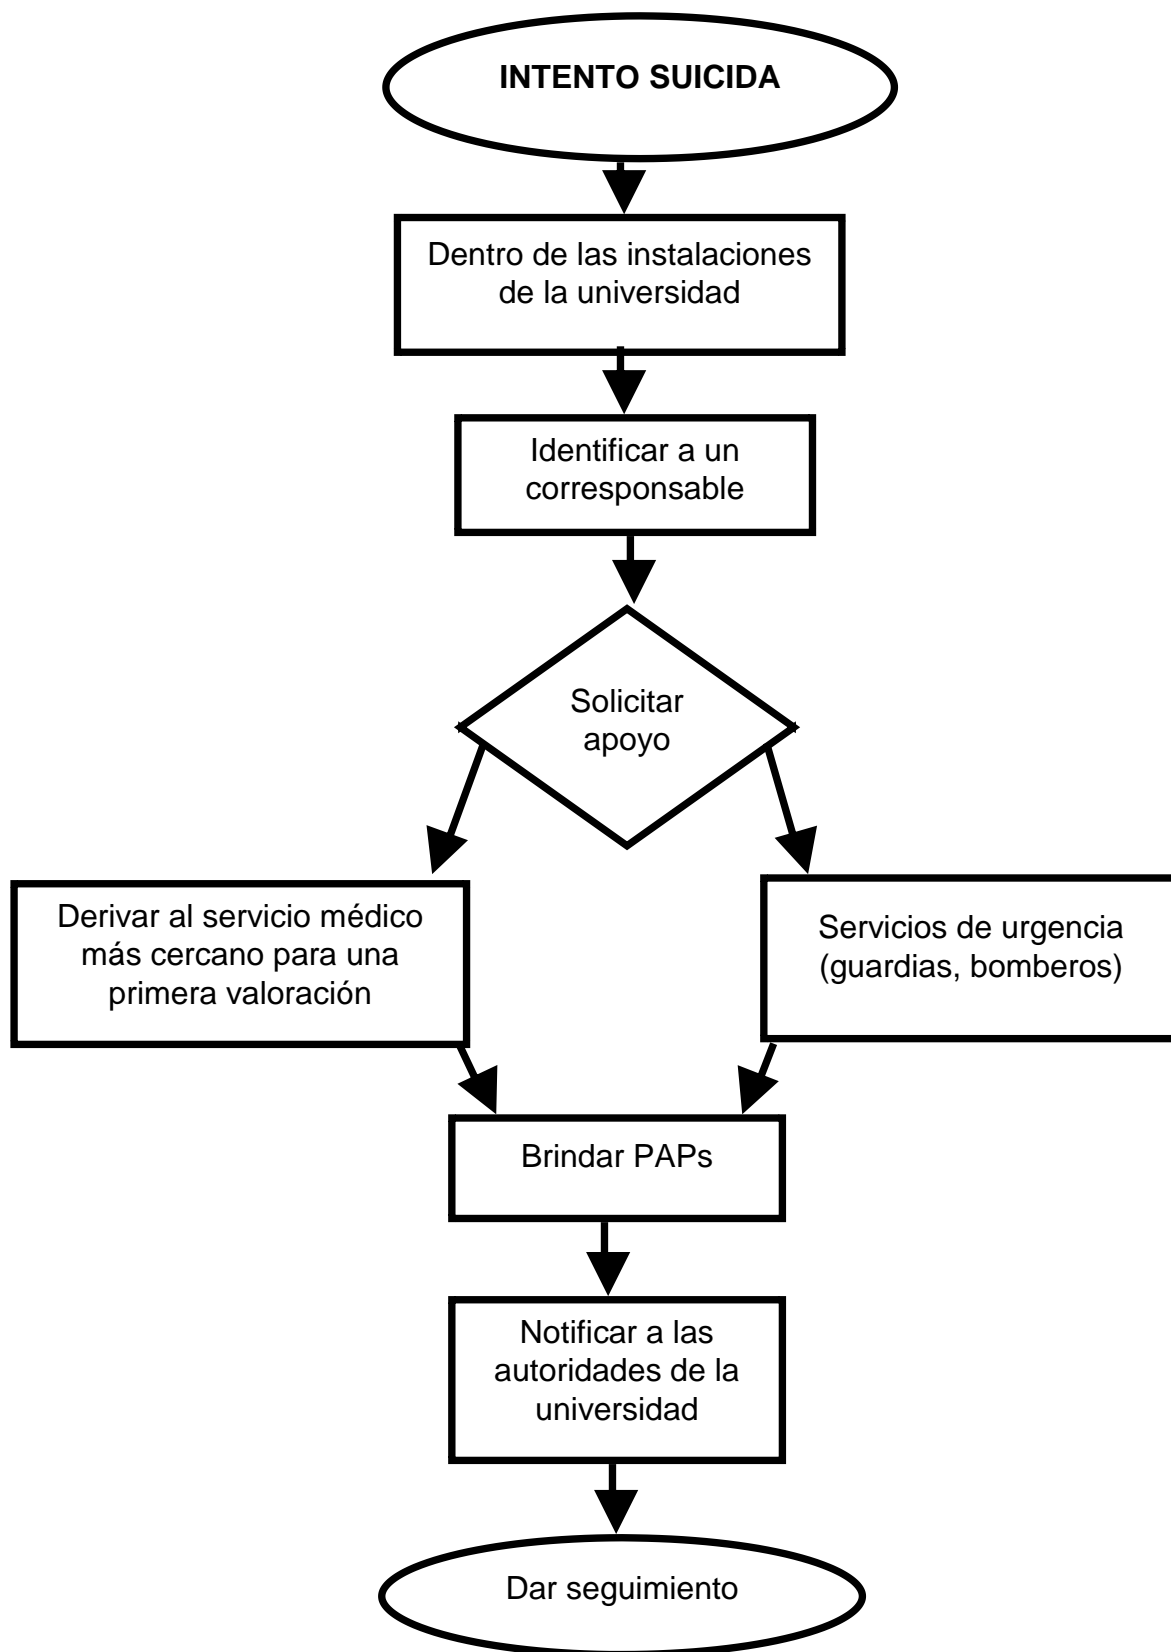 INTENTO SUICIDA
Dentro de las instalaciones
de la universidad
Identificar a un
corresponsable
Solicitar
apoyo
Derivar al servicio médico
más cercano para una
primera valoración
Servicios de urgencia
(guardias, bomberos)
Brindar PAPs
Notificar a las
autoridades de la
universidad
Dar seguimiento